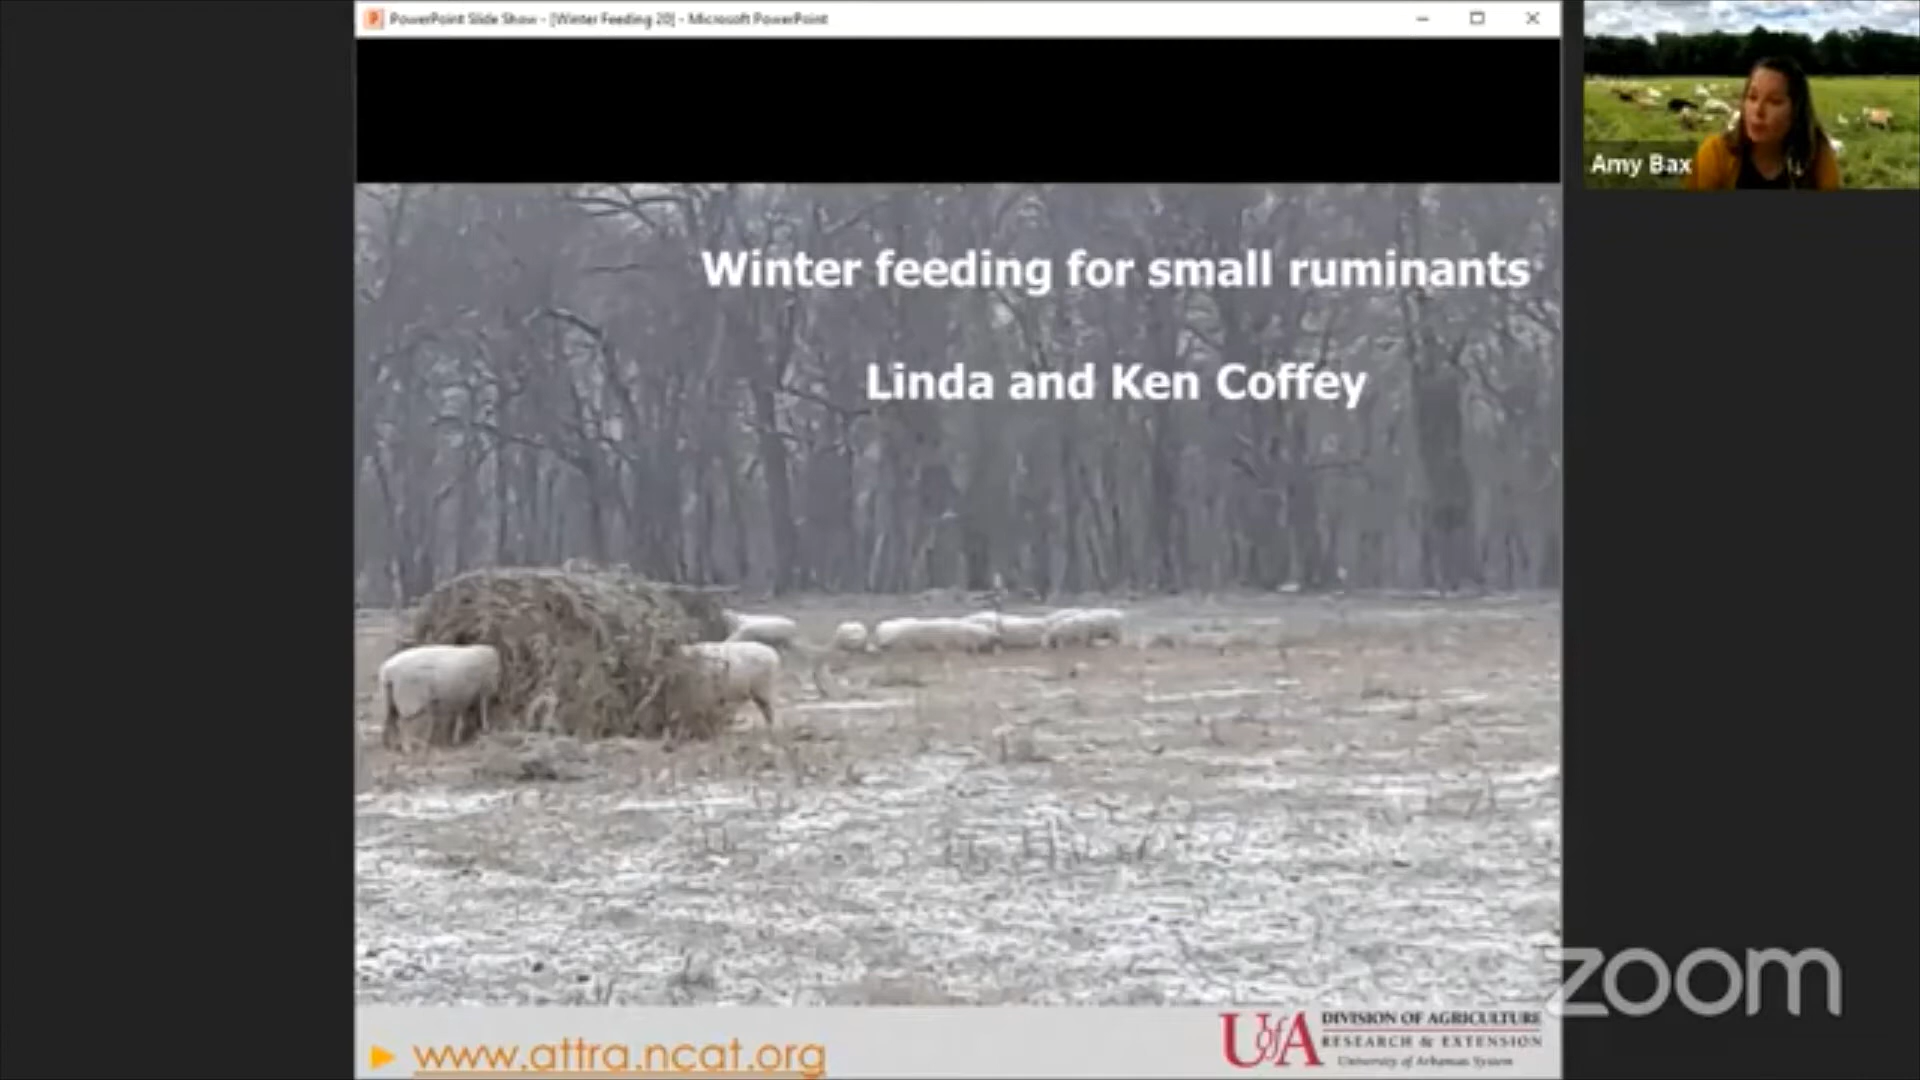 PowerPoint Slide Show - [Winter Feeding 20] - Microsoft PowerPoint
Amy Bax
Winter feeding for small ruminants
Linda and Ken Coffey
zoom
www.attra.ncat.org
UofA DIVISION OF AGRICULTURE
RESEARCH & EXTENSION
University of Arkansas System